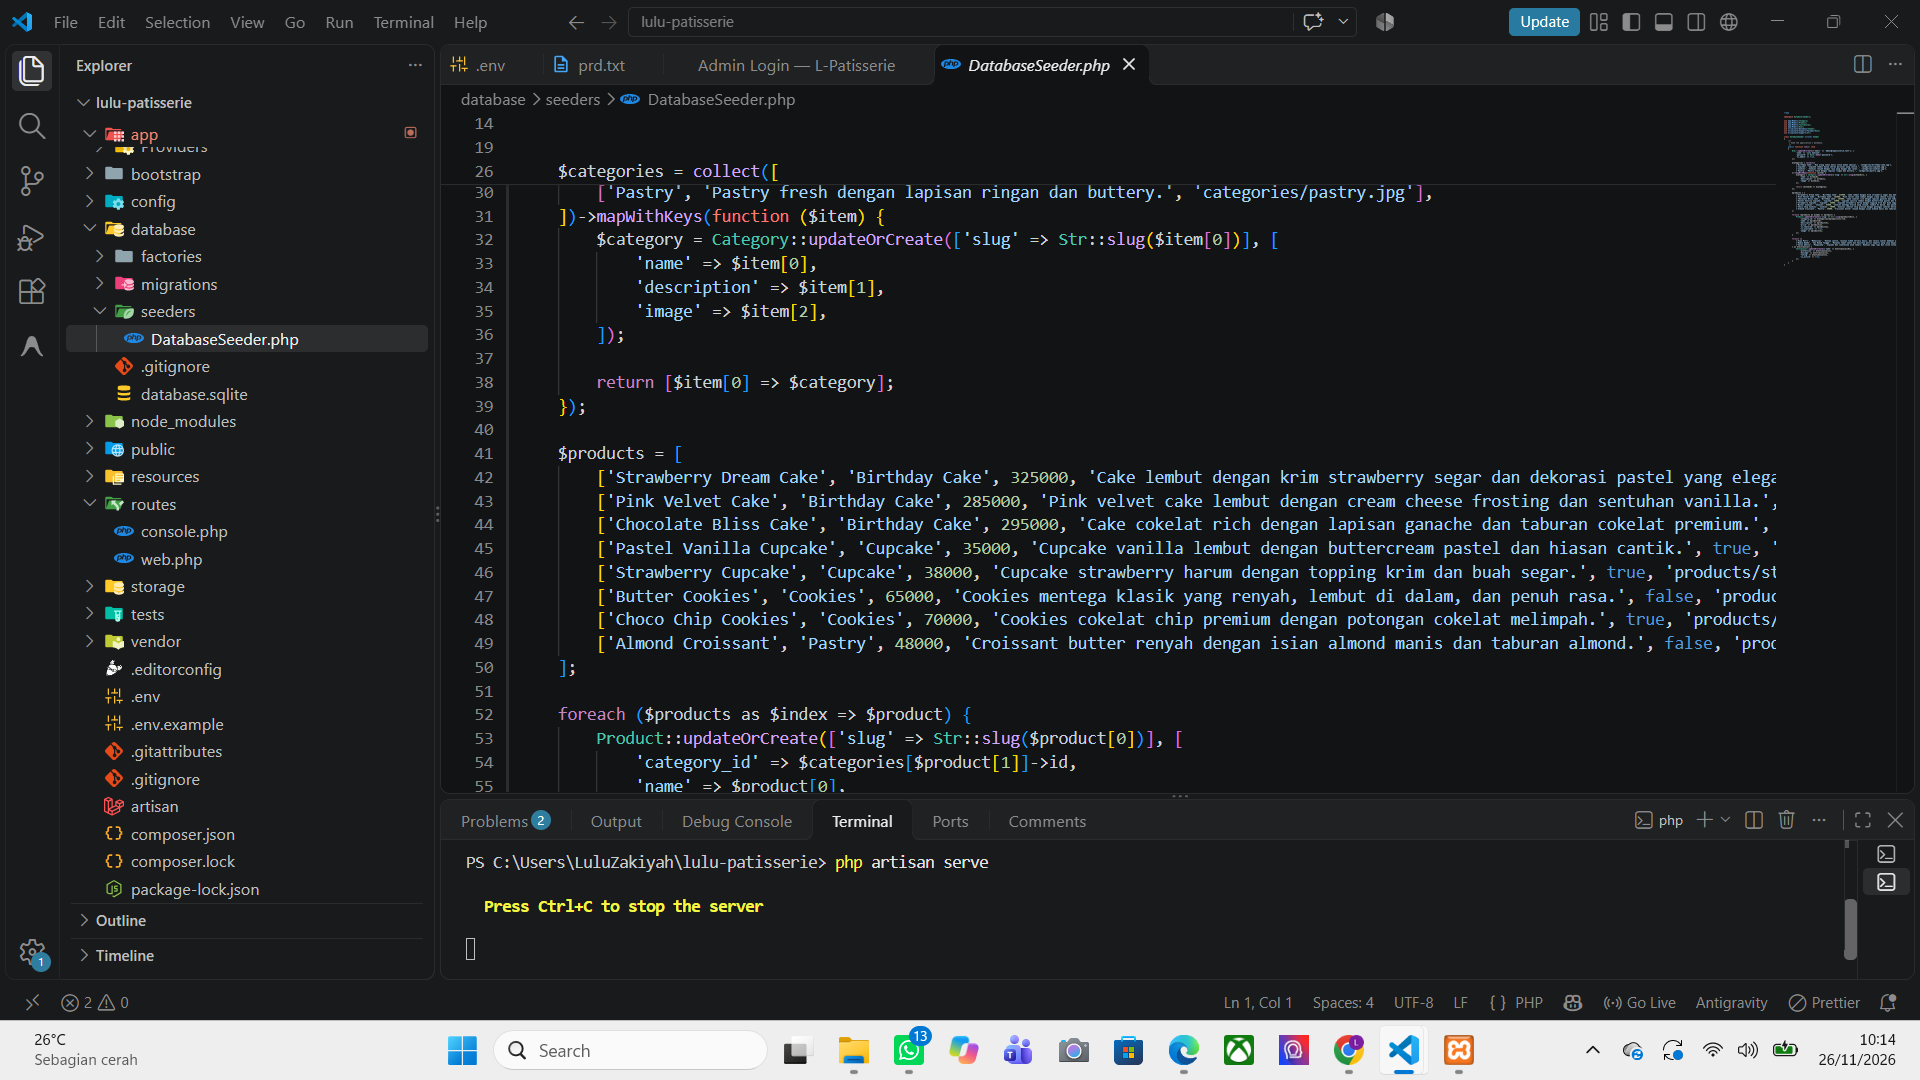 File Edit Selection View Go Run Terminal Help
lulu-patisserie
Update
Explorer
lulu-patisserie
app
Providers
bootstrap
config
database
factories
migrations
seeders
DatabaseSeeder.php
.gitignore
database.sqlite
node_modules
public
resources
routes
console.php
web.php
storage
tests
vendor
.editorconfig
.env
.env.example
.gitattributes
.gitignore
artisan
composer.json
composer.lock
package-lock.json
Outline
Timeline
1
.env prd.txt Admin Login — L-Patisserie DatabaseSeeder.php
database > seeders > DatabaseSeeder.php
14
19
26 $categories = collect([
30 ['Pastry', 'Pastry fresh dengan lapisan ringan dan buttery.', 'categories/pastry.jpg'],
31 ])->mapWithKeys(function ($item) {
32 $category = Category::updateOrCreate(['slug' => Str::slug($item[0])], [
33 'name' => $item[0],
34 'description' => $item[1],
35 'image' => $item[2],
36 ]);
37
38 return [$item[0] => $category];
39 });
40
41 $products = [
42 ['Strawberry Dream Cake', 'Birthday Cake', 325000, 'Cake lembut dengan krim strawberry segar dan dekorasi pastel yang elega
43 ['Pink Velvet Cake', 'Birthday Cake', 285000, 'Pink velvet cake lembut dengan cream cheese frosting dan sentuhan vanilla.',
44 ['Chocolate Bliss Cake', 'Birthday Cake', 295000, 'Cake cokelat rich dengan lapisan ganache dan taburan cokelat premium.',
45 ['Pastel Vanilla Cupcake', 'Cupcake', 35000, 'Cupcake vanilla lembut dengan buttercream pastel dan hiasan cantik.', true, '
46 ['Strawberry Cupcake', 'Cupcake', 38000, 'Cupcake strawberry harum dengan topping krim dan buah segar.', true, 'products/st
47 ['Butter Cookies', 'Cookies', 65000, 'Cookies mentega klasik yang renyah, lembut di dalam, dan penuh rasa.', false, 'produc
48 ['Choco Chip Cookies', 'Cookies', 70000, 'Cookies cokelat chip premium dengan potongan cokelat melimpah.', true, 'products/
49 ['Almond Croissant', 'Pastry', 48000, 'Croissant butter renyah dengan isian almond manis dan taburan almond.', false, 'prod
50 ];
51
52 foreach ($products as $index => $product) {
53 Product::updateOrCreate(['slug' => Str::slug($product[0])], [
54 'category_id' => $categories[$product[1]]->id,
55 'name' => $product[0],
Problems 2 Output Debug Console Terminal Ports Comments
php
PS C:\Users\LuluZakiyah\lulu-patisserie> php artisan serve
Press Ctrl+C to stop the server
2 0
Ln 1, Col 1 Spaces: 4 UTF-8 LF {} PHP Go Live Antigravity Prettier
26°C
Sebagian cerah
Search
13
10:14
26/11/2026